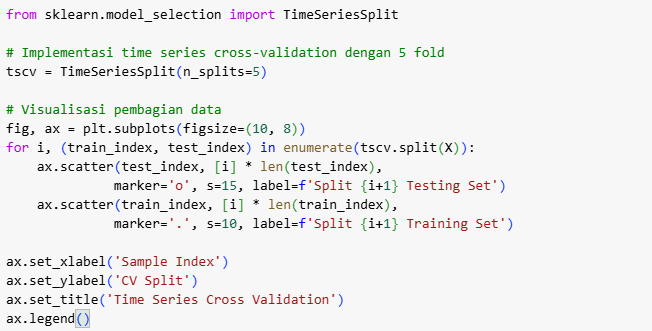 from sklearn.model_selection import TimeSeriesSplit
# Implementasi time series cross-validation dengan 5 fold
tscv = TimeSeriesSplit(n_splits=5)
# Visualisasi pembagian data
fig, ax = plt.subplots(figsize=(10, 8))
for i, (train_index, test_index) in enumerate(tscv.split(X)):
    ax.scatter(test_index, [i] * len(test_index),
              marker='o', s=15, label=f'Split {i+1} Testing Set')
    ax.scatter(train_index, [i] * len(train_index),
              marker='.', s=10, label=f'Split {i+1} Training Set')
ax.set_xlabel('Sample Index')
ax.set_ylabel('CV Split')
ax.set_title('Time Series Cross Validation')
ax.legend()